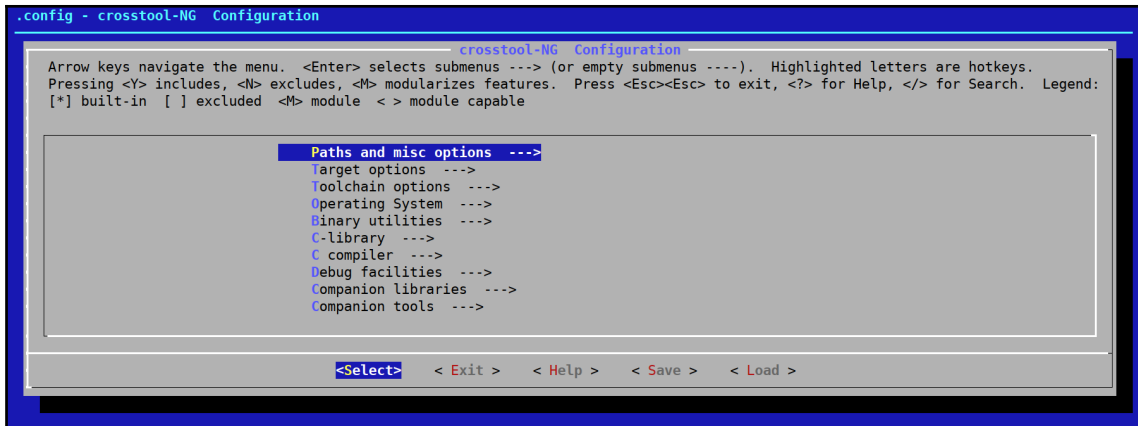 .config - crosstool-NG  Configuration
crosstool-NG  Configuration
Arrow keys navigate the menu.  <Enter> selects submenus ---> (or empty submenus ----).  Highlighted letters are hotkeys.
Pressing <Y> includes, <N> excludes, <M> modularizes features.  Press <Esc><Esc> to exit, <?> for Help, </> for Search.  Legend:
[*] built-in  [ ] excluded  <M> module  < > module capable
Paths and misc options  --->
Target options  --->
Toolchain options  --->
Operating System  --->
Binary utilities  --->
C-library  --->
C compiler  --->
Debug facilities  --->
Companion libraries  --->
Companion tools  --->
<Select>    < Exit >    < Help >    < Save >    < Load >